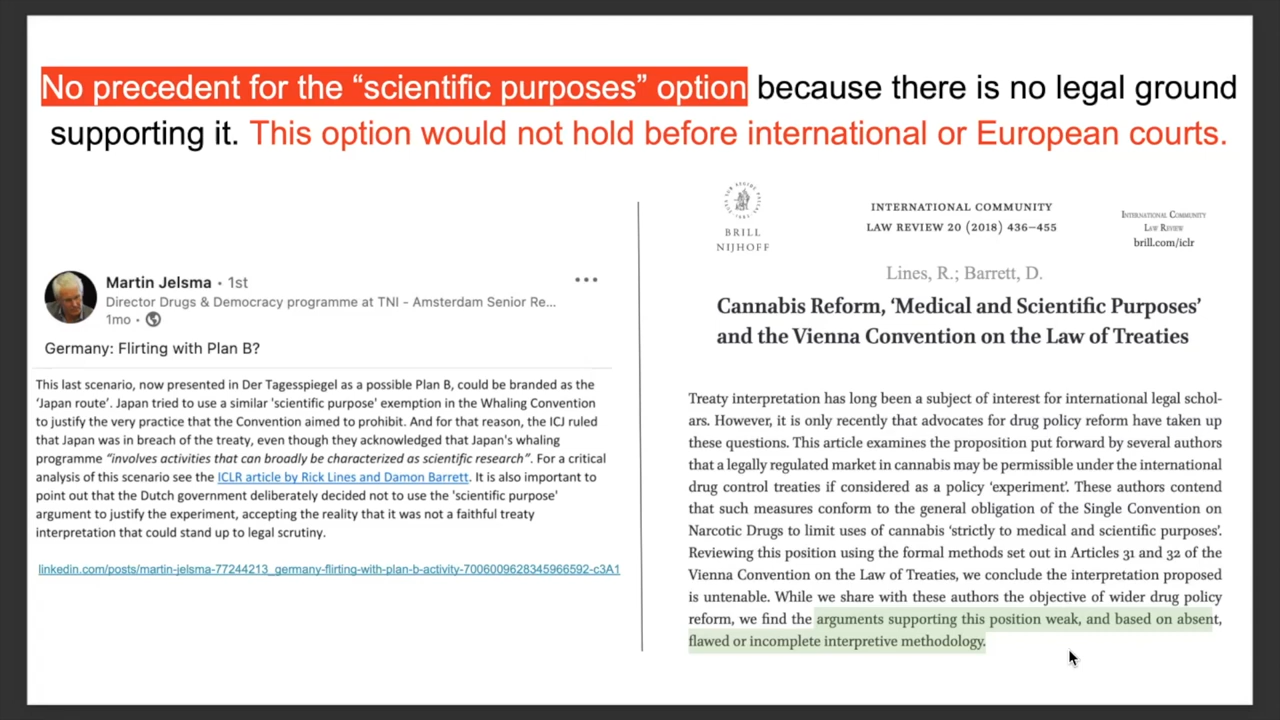 No precedent for the “scientific purposes” option because there is no legal ground
supporting it. This option would not hold before international or European courts.
Martin Jelsma • 1st
Director Drugs & Democracy programme at TNI - Amsterdam Senior Re...
1mo •
Germany: Flirting with Plan B?
This last scenario, now presented in Der Tagesspiegel as a possible Plan B, could be branded as the
‘Japan route’. Japan tried to use a similar 'scientific purpose' exemption in the Whaling Convention
to justify the very practice that the Convention aimed to prohibit. And for that reason, the ICJ ruled
that Japan was in breach of the treaty, even though they acknowledged that Japan's whaling
programme “involves activities that can broadly be characterized as scientific research”. For a critical
analysis of this scenario see the ICLR article by Rick Lines and Damon Barrett. It is also important to
point out that the Dutch government deliberately decided not to use the 'scientific purpose'
argument to justify the experiment, accepting the reality that it was not a faithful treaty
interpretation that could stand up to legal scrutiny.
linkedin.com/posts/martin-jelsma-77244213_germany-flirting-with-plan-b-activity-7006009628345966592-c3A1
BRILL
NIJHOFF
INTERNATIONAL COMMUNITY
LAW REVIEW 20 (2018) 436–455
International Community
Law Review
brill.com/iclr
Lines, R.; Barrett, D.
Cannabis Reform, ‘Medical and Scientific Purposes’
and the Vienna Convention on the Law of Treaties
Treaty interpretation has long been a subject of interest for international legal schol-
ars. However, it is only recently that advocates for drug policy reform have taken up
these questions. This article examines the proposition put forward by several authors
that a legally regulated market in cannabis may be permissible under the international
drug control treaties if considered as a policy ‘experiment’. These authors contend
that such measures conform to the general obligation of the Single Convention on
Narcotic Drugs to limit uses of cannabis ‘strictly to medical and scientific purposes’.
Reviewing this position using the formal methods set out in Articles 31 and 32 of the
Vienna Convention on the Law of Treaties, we conclude the interpretation proposed
is untenable. While we share with these authors the objective of wider drug policy
reform, we find the arguments supporting this position weak, and based on absent,
flawed or incomplete interpretive methodology.